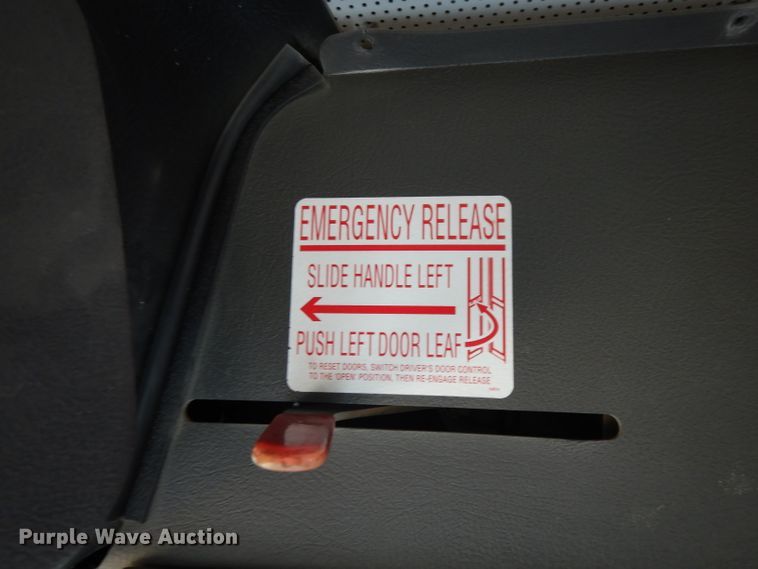 EMERGENCY RELEASE
SLIDE HANDLE LEFT
PUSH LEFT DOOR LEAF
TO RESET DOORS, SWITCH DRIVER'S DOOR CONTROL
TO THE 'OPEN' POSITION, THEN RE-ENGAGE RELEASE
Purple Wave Auction